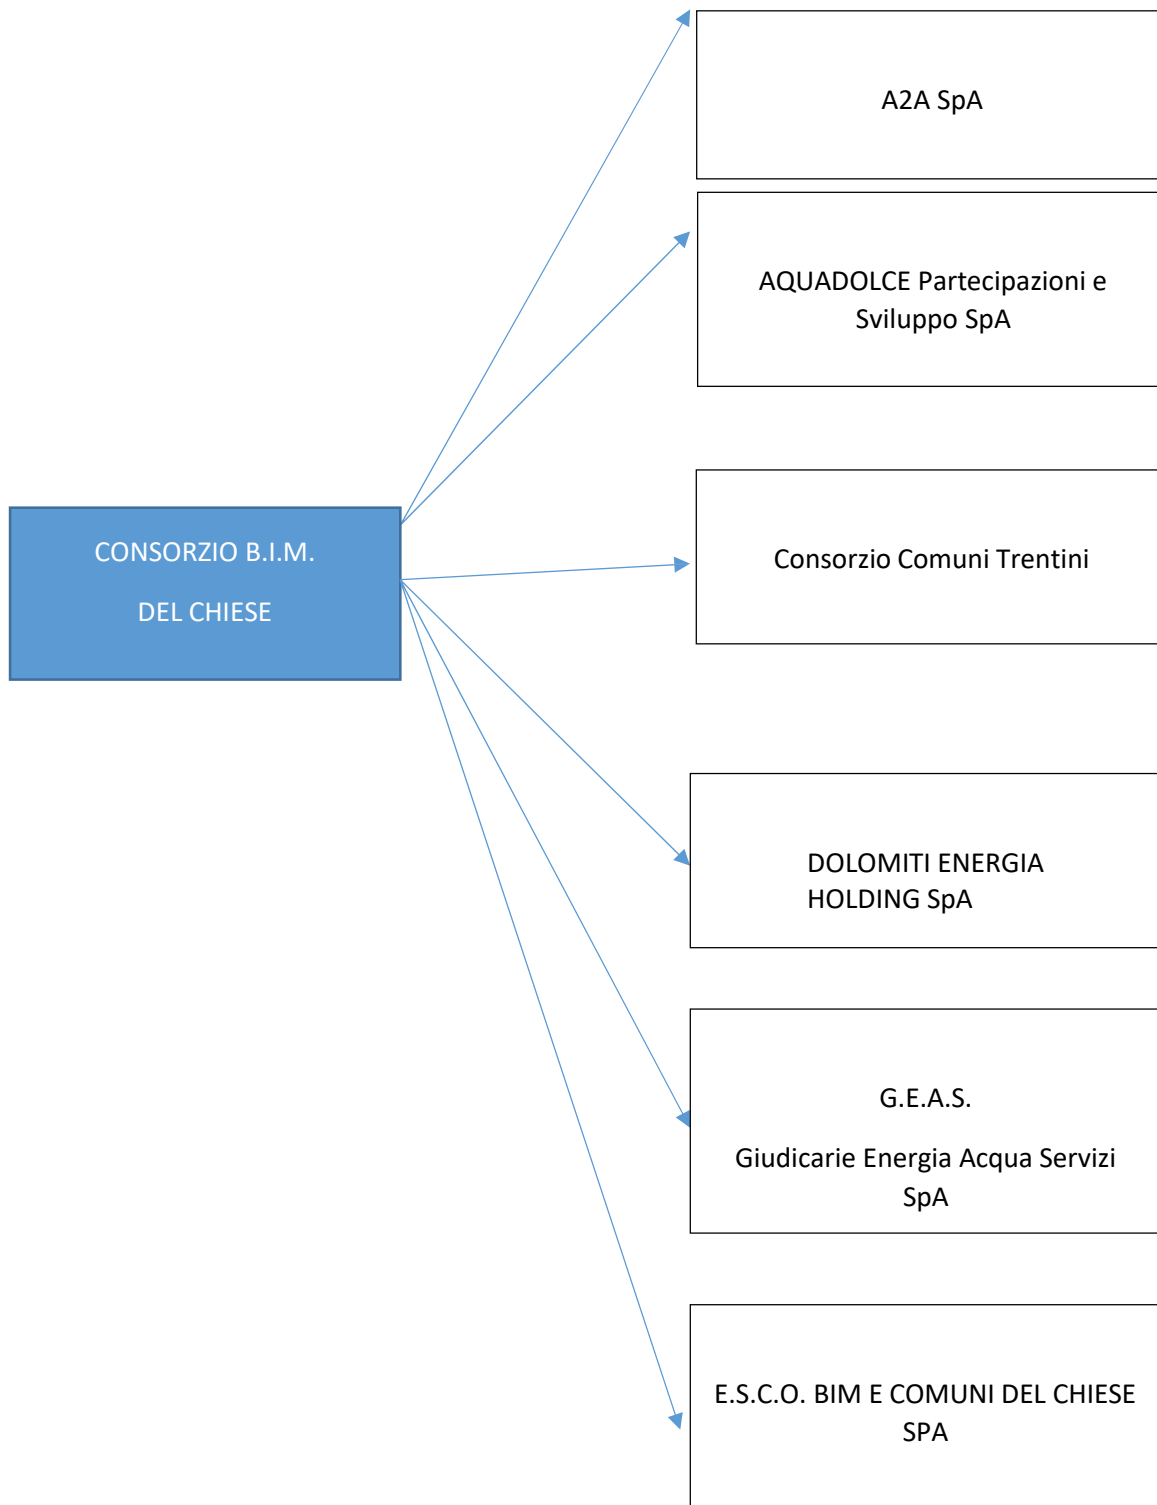 A2A SpA
AQUADOLCE Partecipazioni e
Sviluppo SpA
CONSORZIO B.I.M.
DEL CHIESE
Consorzio Comuni Trentini
DOLOMITI ENERGIA
HOLDING SpA
G.E.A.S.
Giudicarie Energia Acqua Servizi
SpA
E.S.C.O. BIM E COMUNI DEL CHIESE
SPA